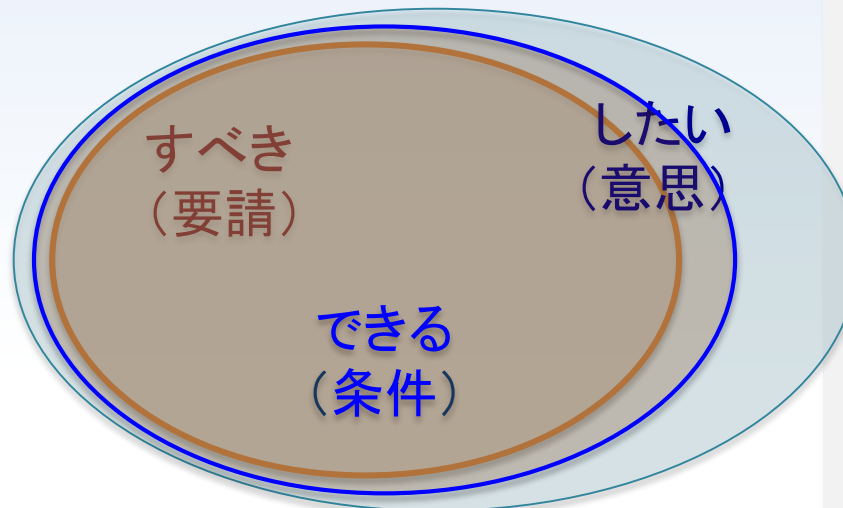 すべき
（要請）
したい
（意思）
できる
（条件）